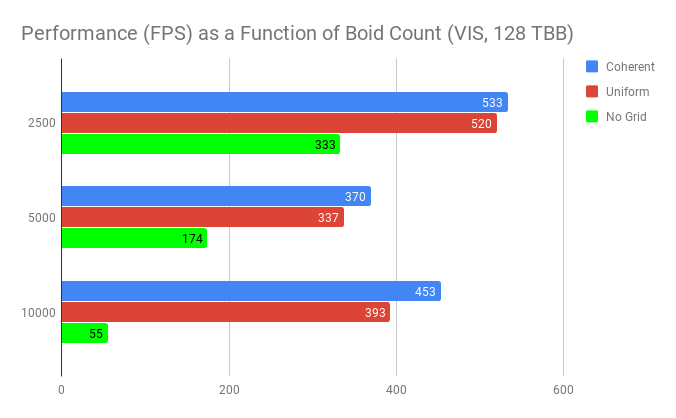 Performance (FPS) as a Function of Boid Count (VIS, 128 TBB)
Coherent
Uniform
No Grid
2500
533
520
333
5000
370
337
174
10000
453
393
55
0 200 400 600